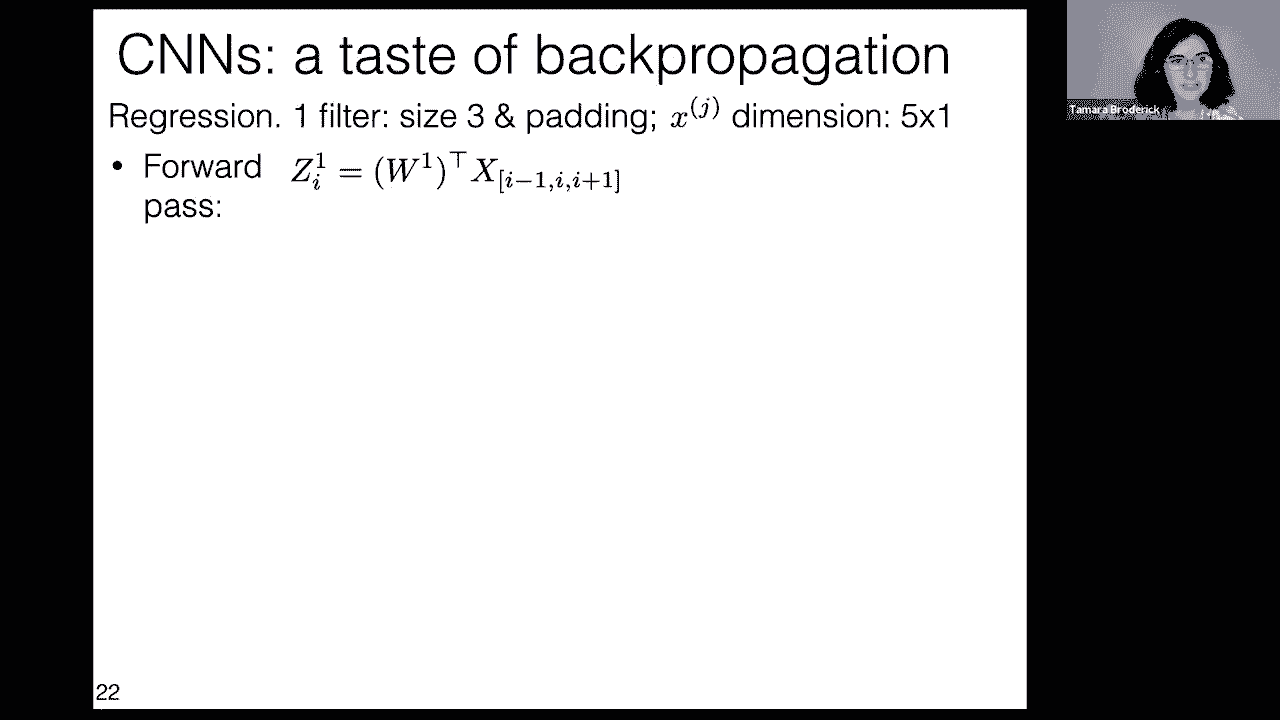 CNNs: a taste of backpropagation
Regression. 1 filter: size 3 & padding; $x^{(j)}$ dimension: 5x1
• Forward pass: $Z_i^1 = (W^1)^\top X_{[i-1,i,i+1]}$
22
Tamara Broderick